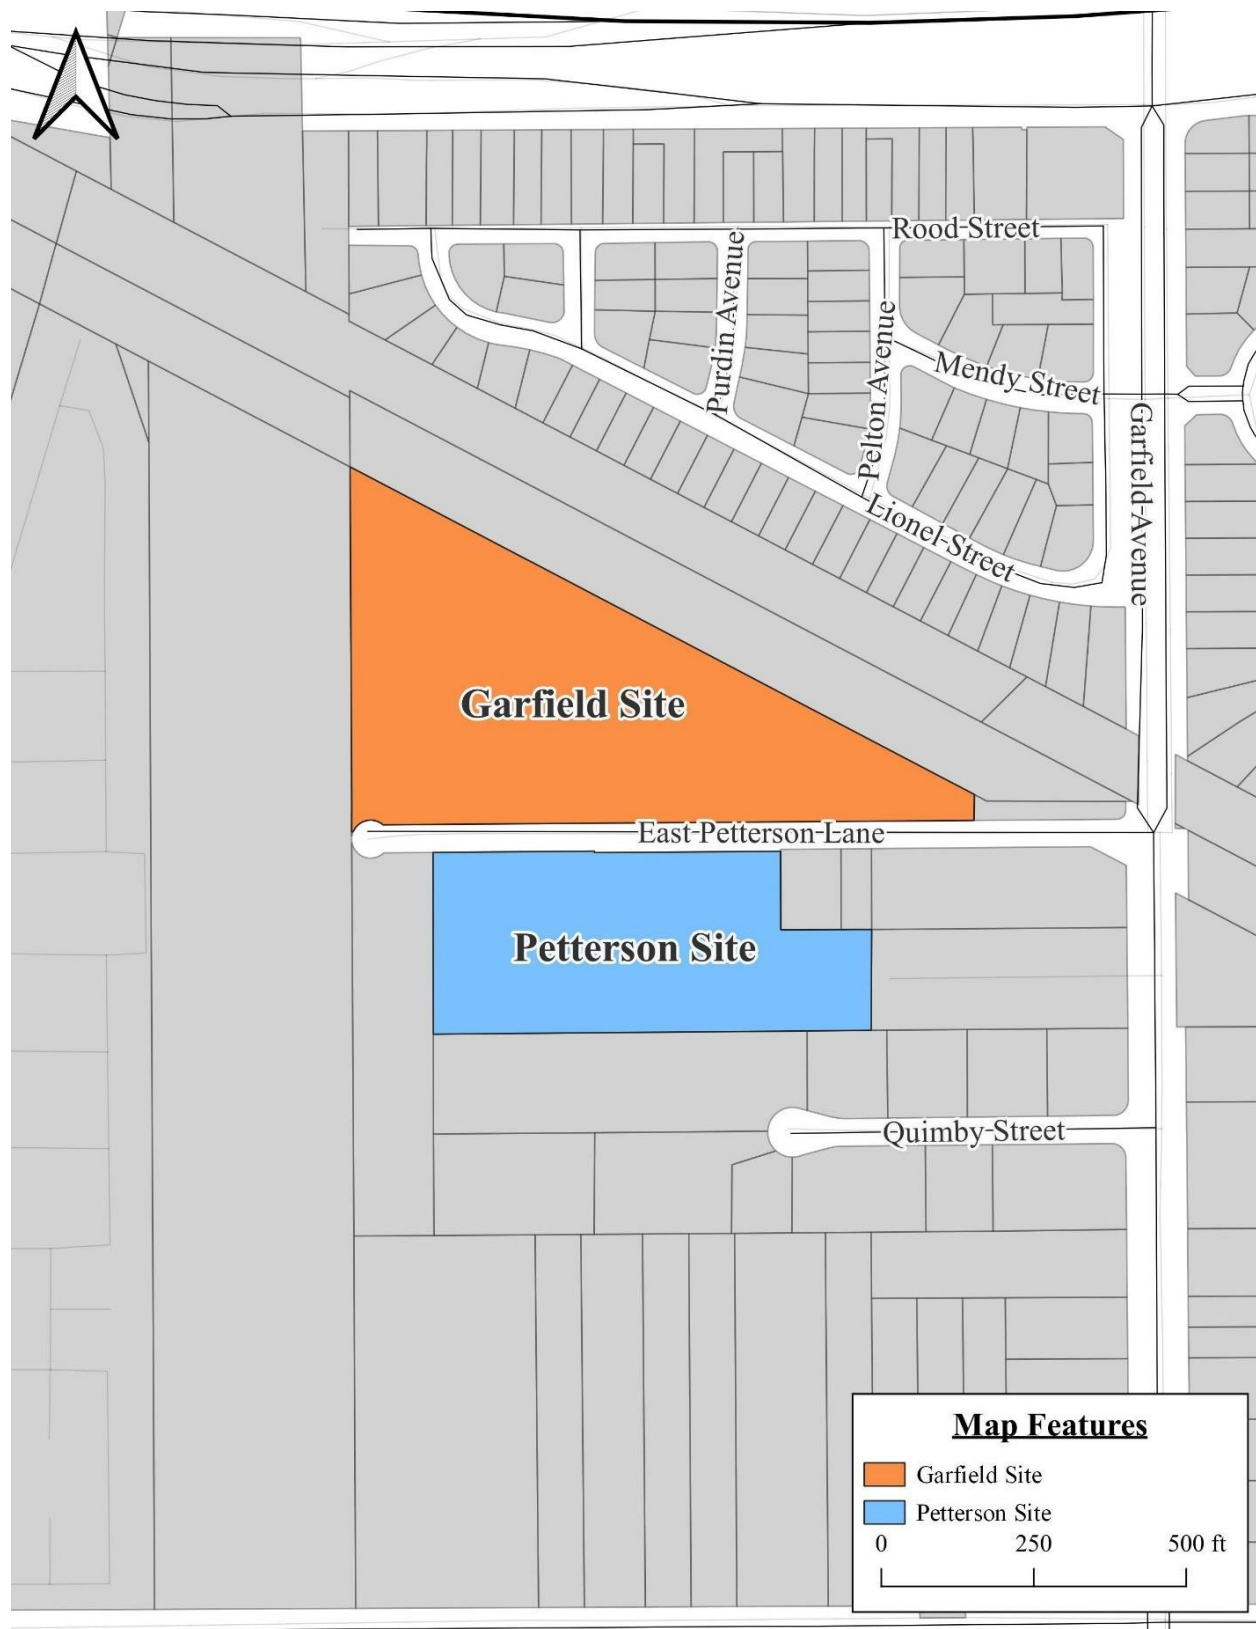 Rood Street
Purdin Avenue
Pelton Avenue
Mendy Street
Garfield Avenue
Lionel Street
Garfield Site
East Petterson Lane
Petterson Site
Quimby Street
Map Features
Garfield Site
Petterson Site
0 250 500 ft